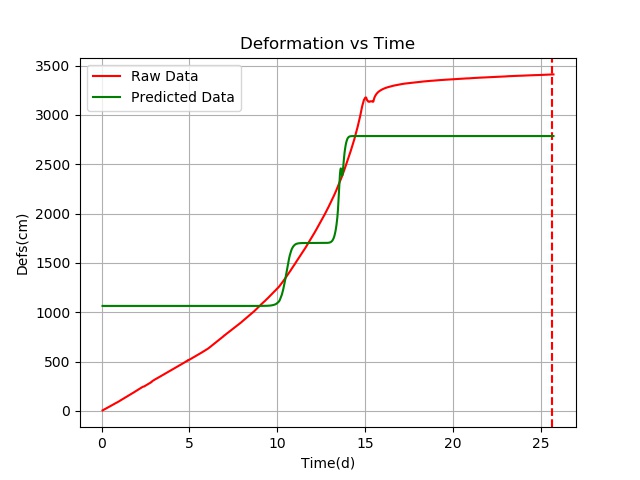 Deformation vs Time
Raw Data
Predicted Data
Defs(cm)
3500
3000
2500
2000
1500
1000
500
0
0 5 10 15 20 25
Time(d)